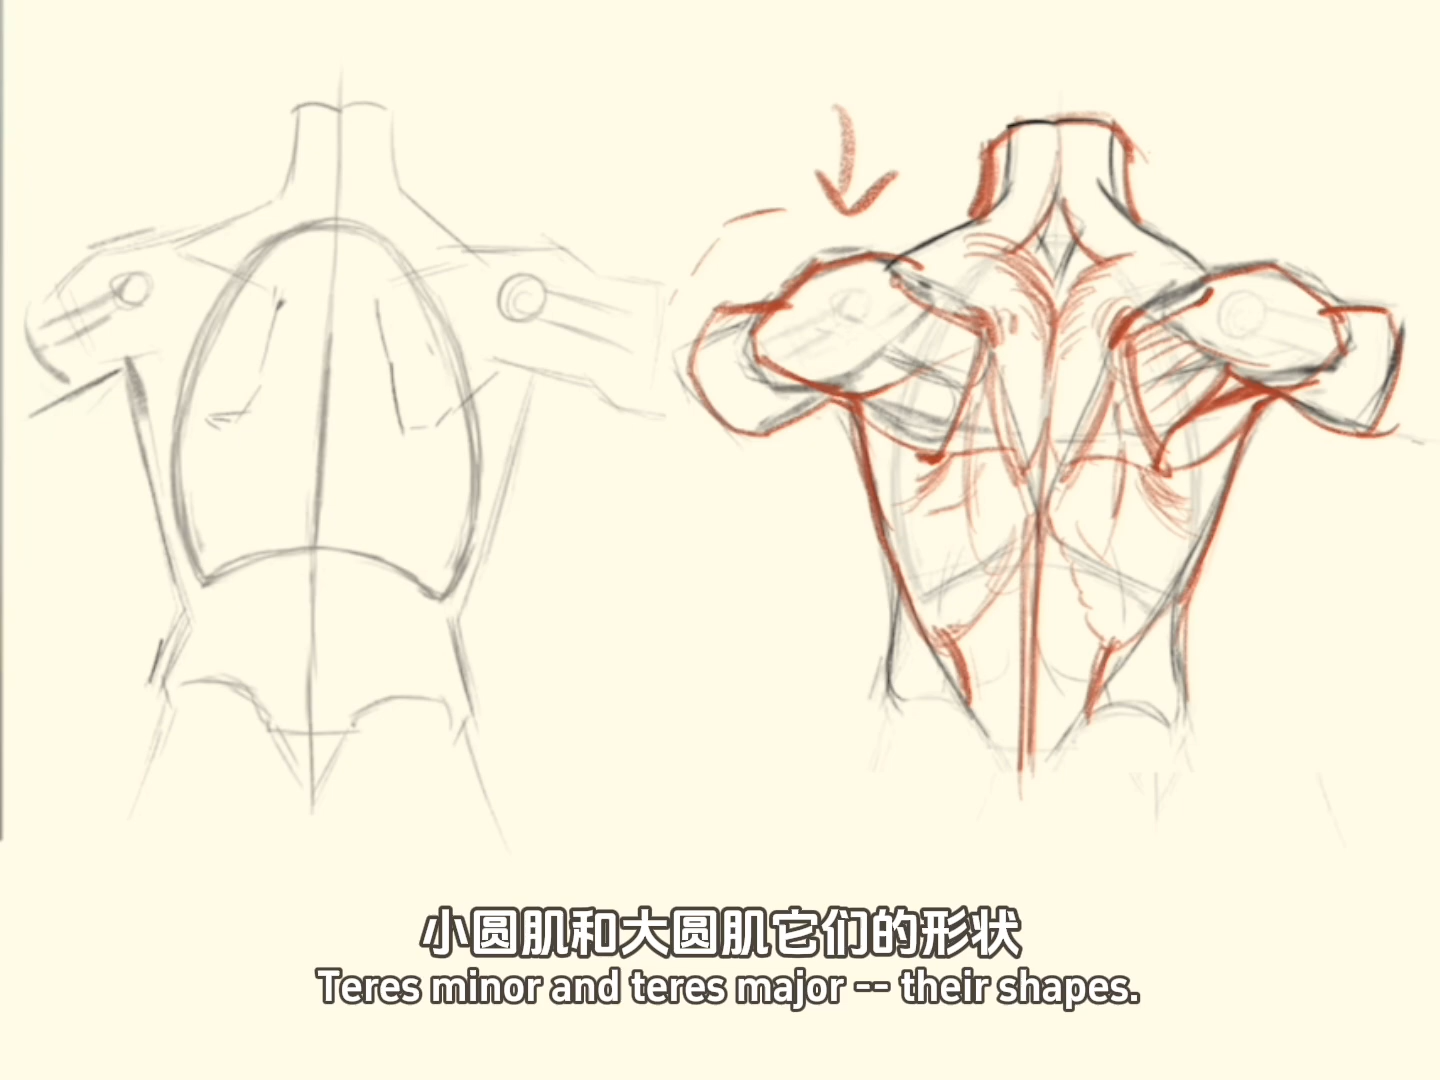 小圆肌和大圆肌它们的形状
Teres minor and teres major -- their shapes.